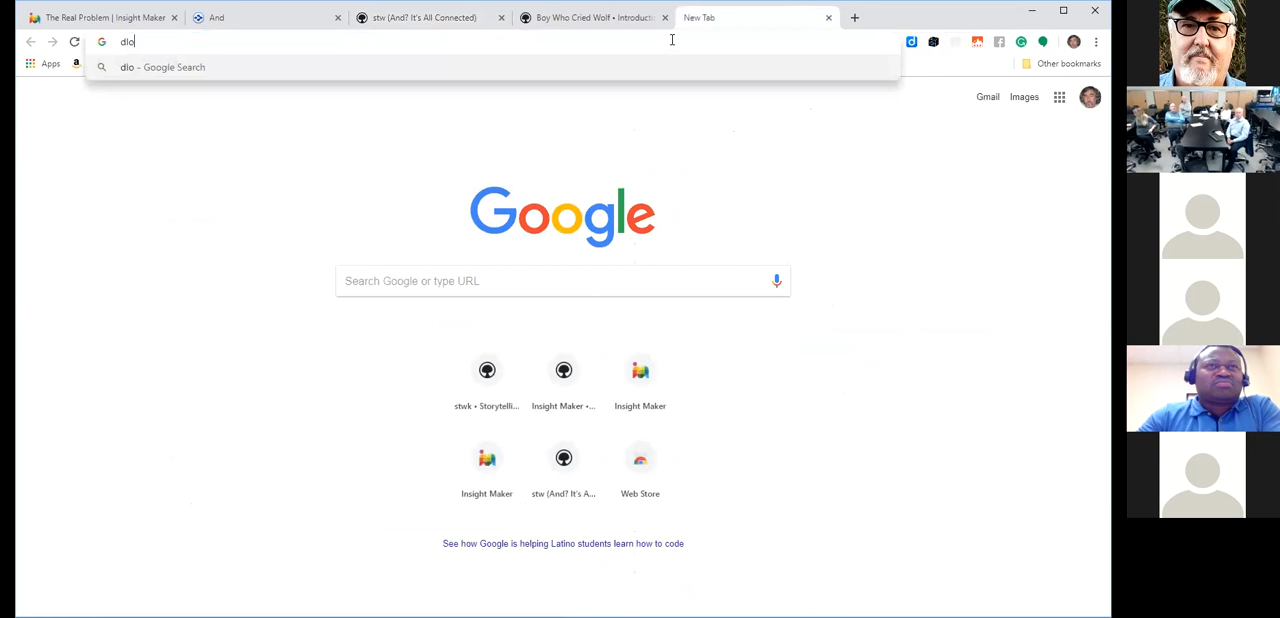 The Real Problem | Insight Maker
And
stw (And? It's All Connected)
Boy Who Cried Wolf • Introducti
New Tab
dlo
Apps
Other bookmarks
dlo - Google Search
Gmail Images
Google
Search Google or type URL
stwk • Storytelli...
Insight Maker •...
Insight Maker
Insight Maker
stw (And? It's A...
Web Store
See how Google is helping Latino students learn how to code